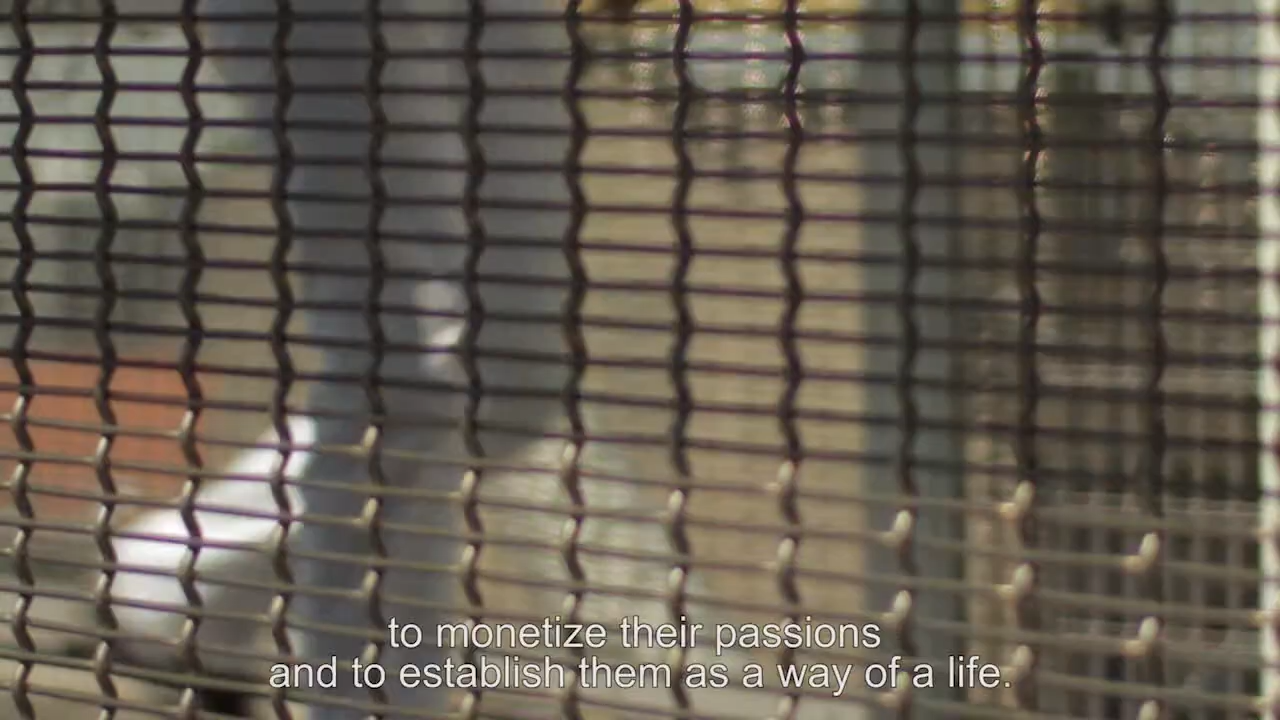 to monetize their passions
and to establish them as a way of a life.